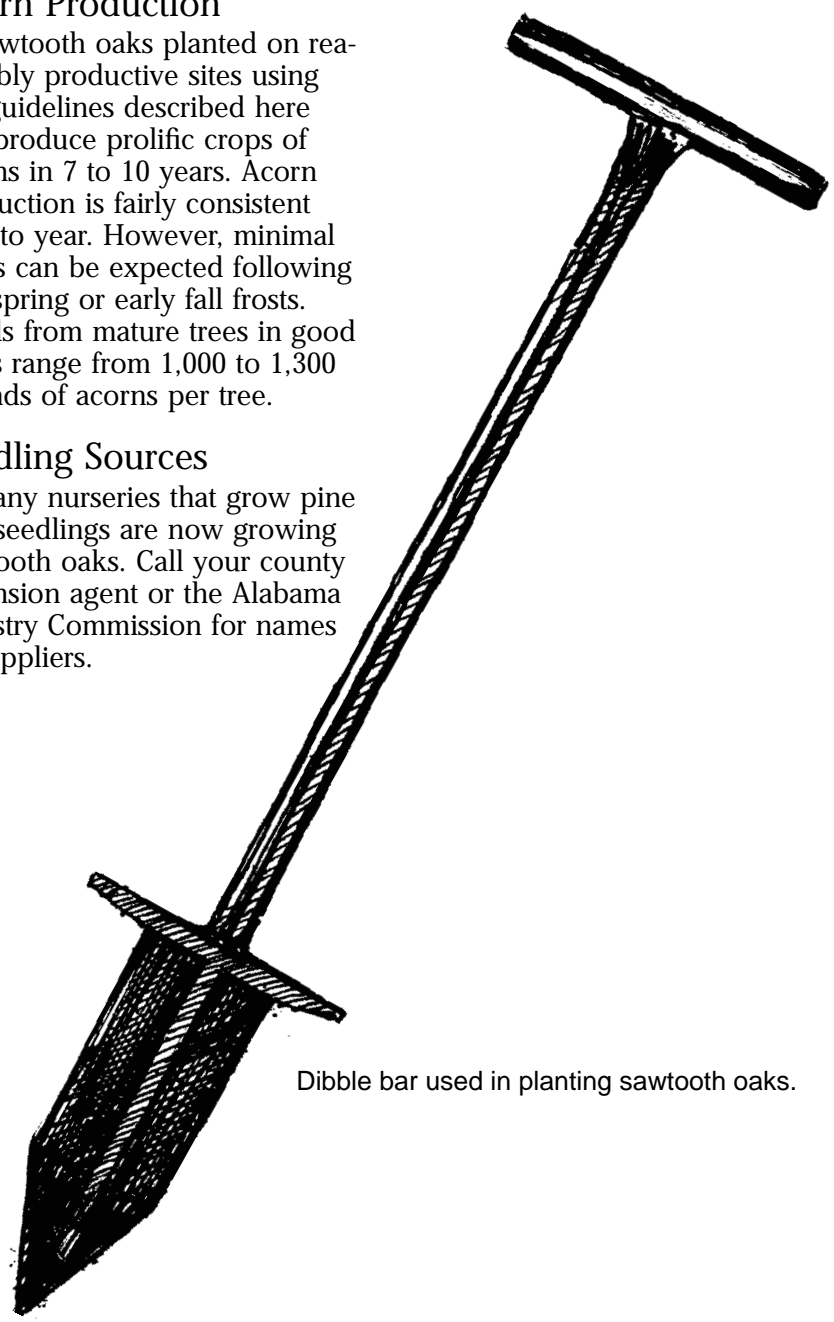 rn Production
wtooth oaks planted on rea-
bly productive sites using
guidelines described here
produce prolific crops of
ns in 7 to 10 years. Acorn
uction is fairly consistent
to year. However, minimal
s can be expected following
spring or early fall frosts.
ls from mature trees in good
s range from 1,000 to 1,300
nds of acorns per tree.
dling Sources
any nurseries that grow pine
seedlings are now growing
ooth oaks. Call your county
nsion agent or the Alabama
stry Commission for names
ppliers.
Dibble bar used in planting sawtooth oaks.